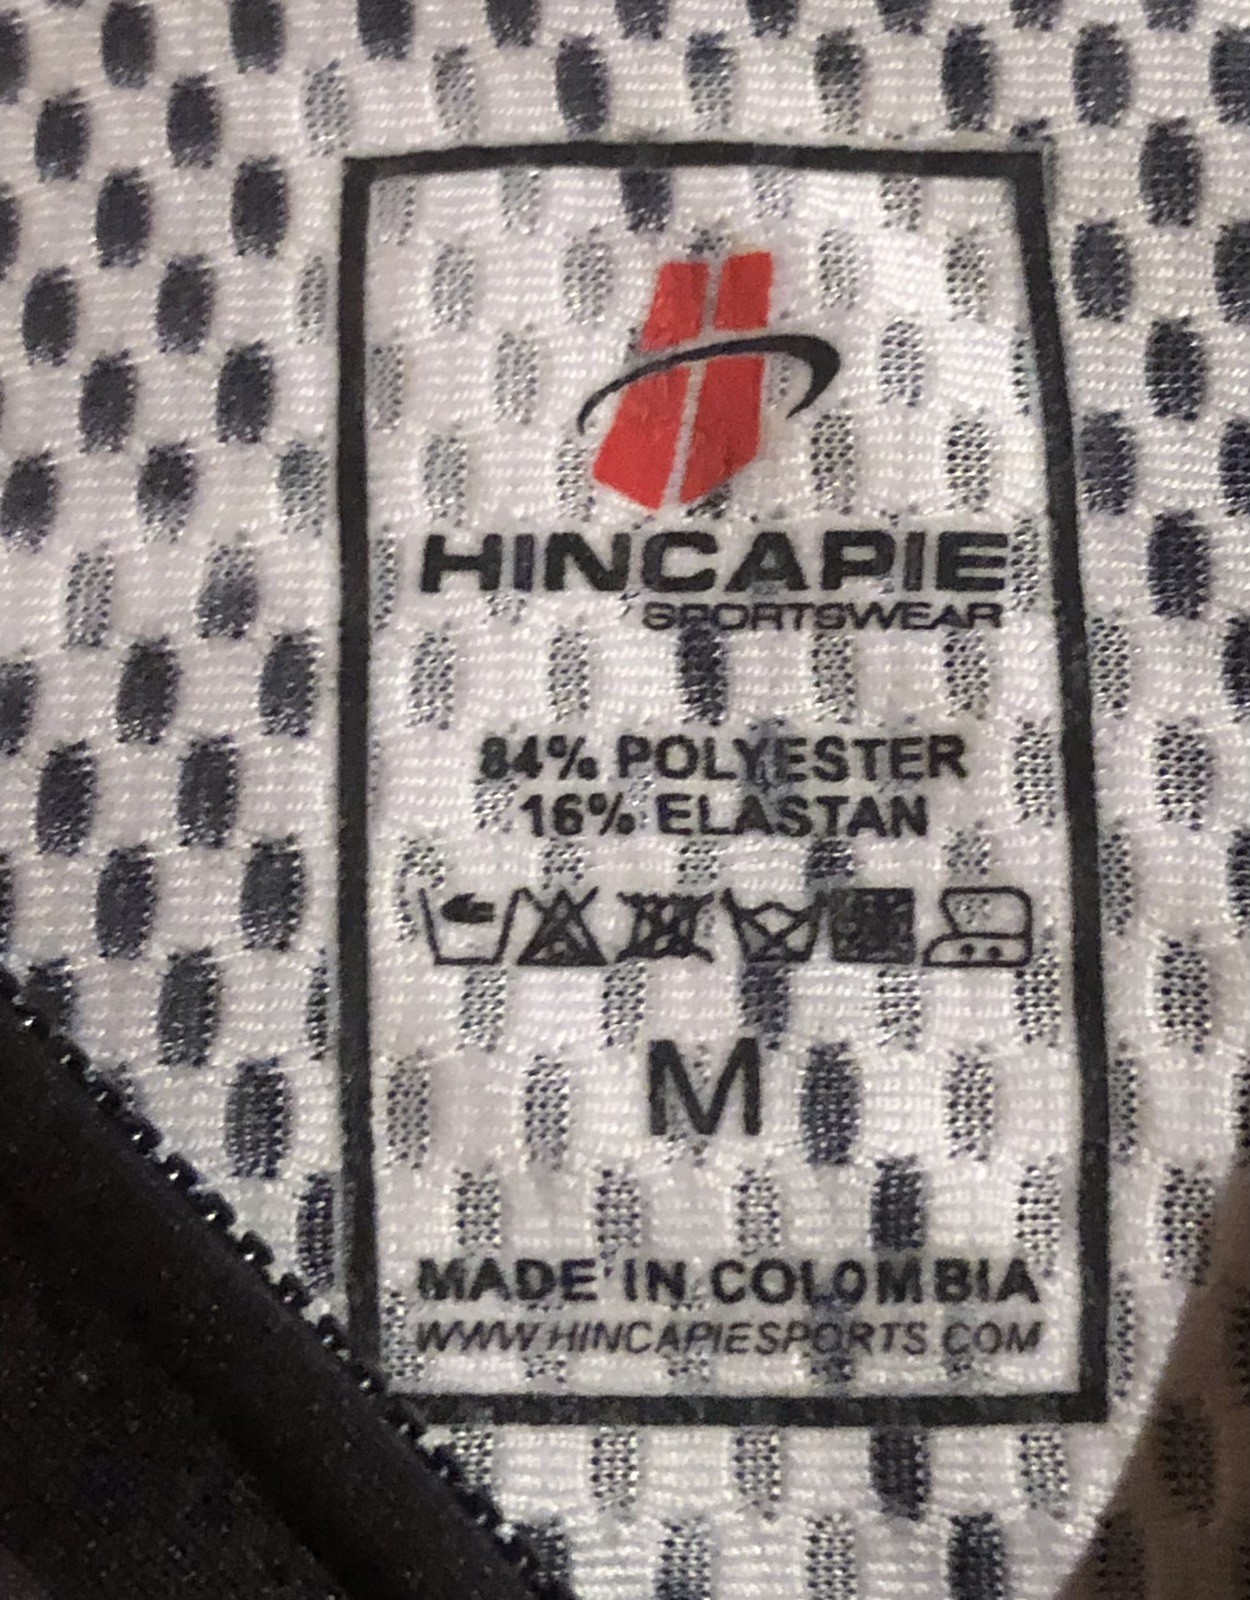 HINCAPIE
SPORTSWEAR
84% POLYESTER
16% ELASTAN
M
MADE IN COLOMBIA
WWW.HINCAPIESPORTS.COM